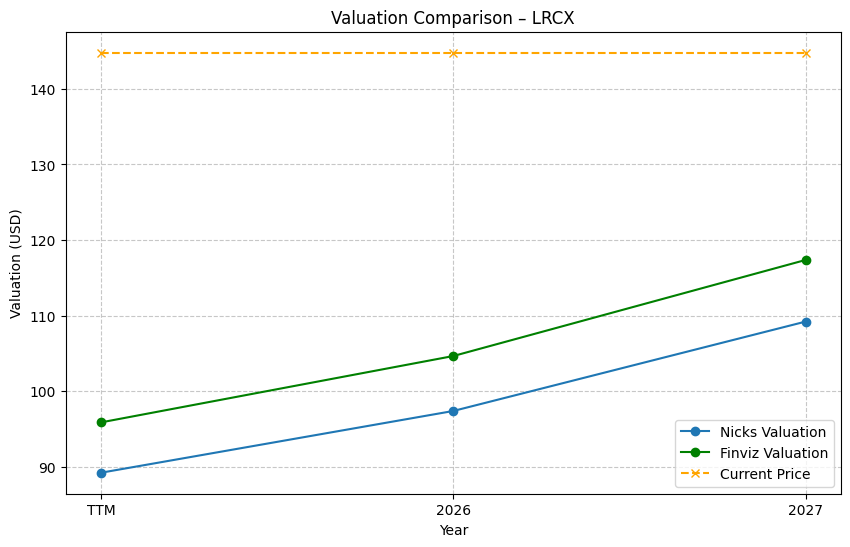 Valuation Comparison – LRCX
Valuation (USD)
140
130
120
110
100
90
TTM
2026
2027
Year
Nicks Valuation
Finviz Valuation
Current Price